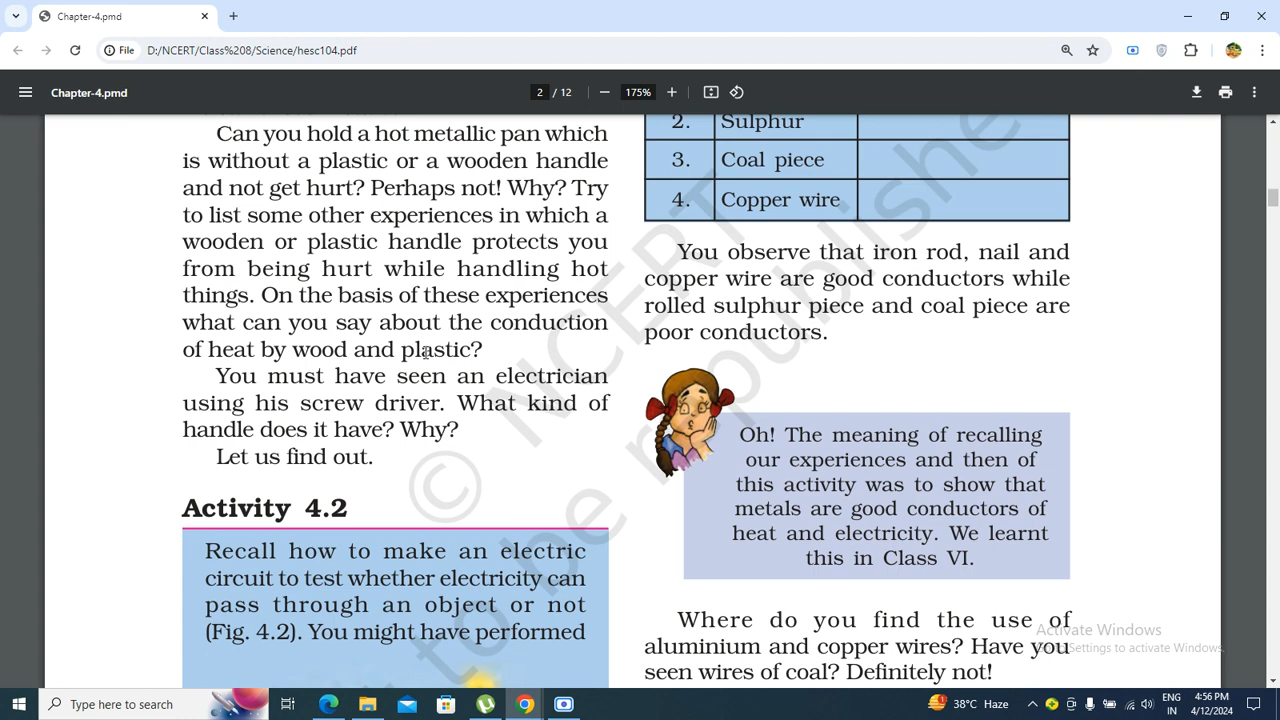 Chapter-4.pmd
File D:/NCERT/Class%208/Science/hesc104.pdf
Chapter-4.pmd
2 / 12
175%
Can you hold a hot metallic pan which
is without a plastic or a wooden handle
and not get hurt? Perhaps not! Why? Try
to list some other experiences in which a
wooden or plastic handle protects you
from being hurt while handling hot
things. On the basis of these experiences
what can you say about the conduction
of heat by wood and plastic?
You must have seen an electrician
using his screw driver. What kind of
handle does it have? Why?
Let us find out.
Activity 4.2
Recall how to make an electric
circuit to test whether electricity can
pass through an object or not
(Fig. 4.2). You might have performed
2. Sulphur
3. Coal piece
4. Copper wire
You observe that iron rod, nail and
copper wire are good conductors while
rolled sulphur piece and coal piece are
poor conductors.
Oh! The meaning of recalling
our experiences and then of
this activity was to show that
metals are good conductors of
heat and electricity. We learnt
this in Class VI.
Where do you find the use of
aluminium and copper wires? Have you
seen wires of coal? Definitely not!
© NCERT
to be republishe
Activate Windows
Go to Settings to activate Windows.
Type here to search
38°C Haze
ENG
IN
4:56 PM
4/12/2024